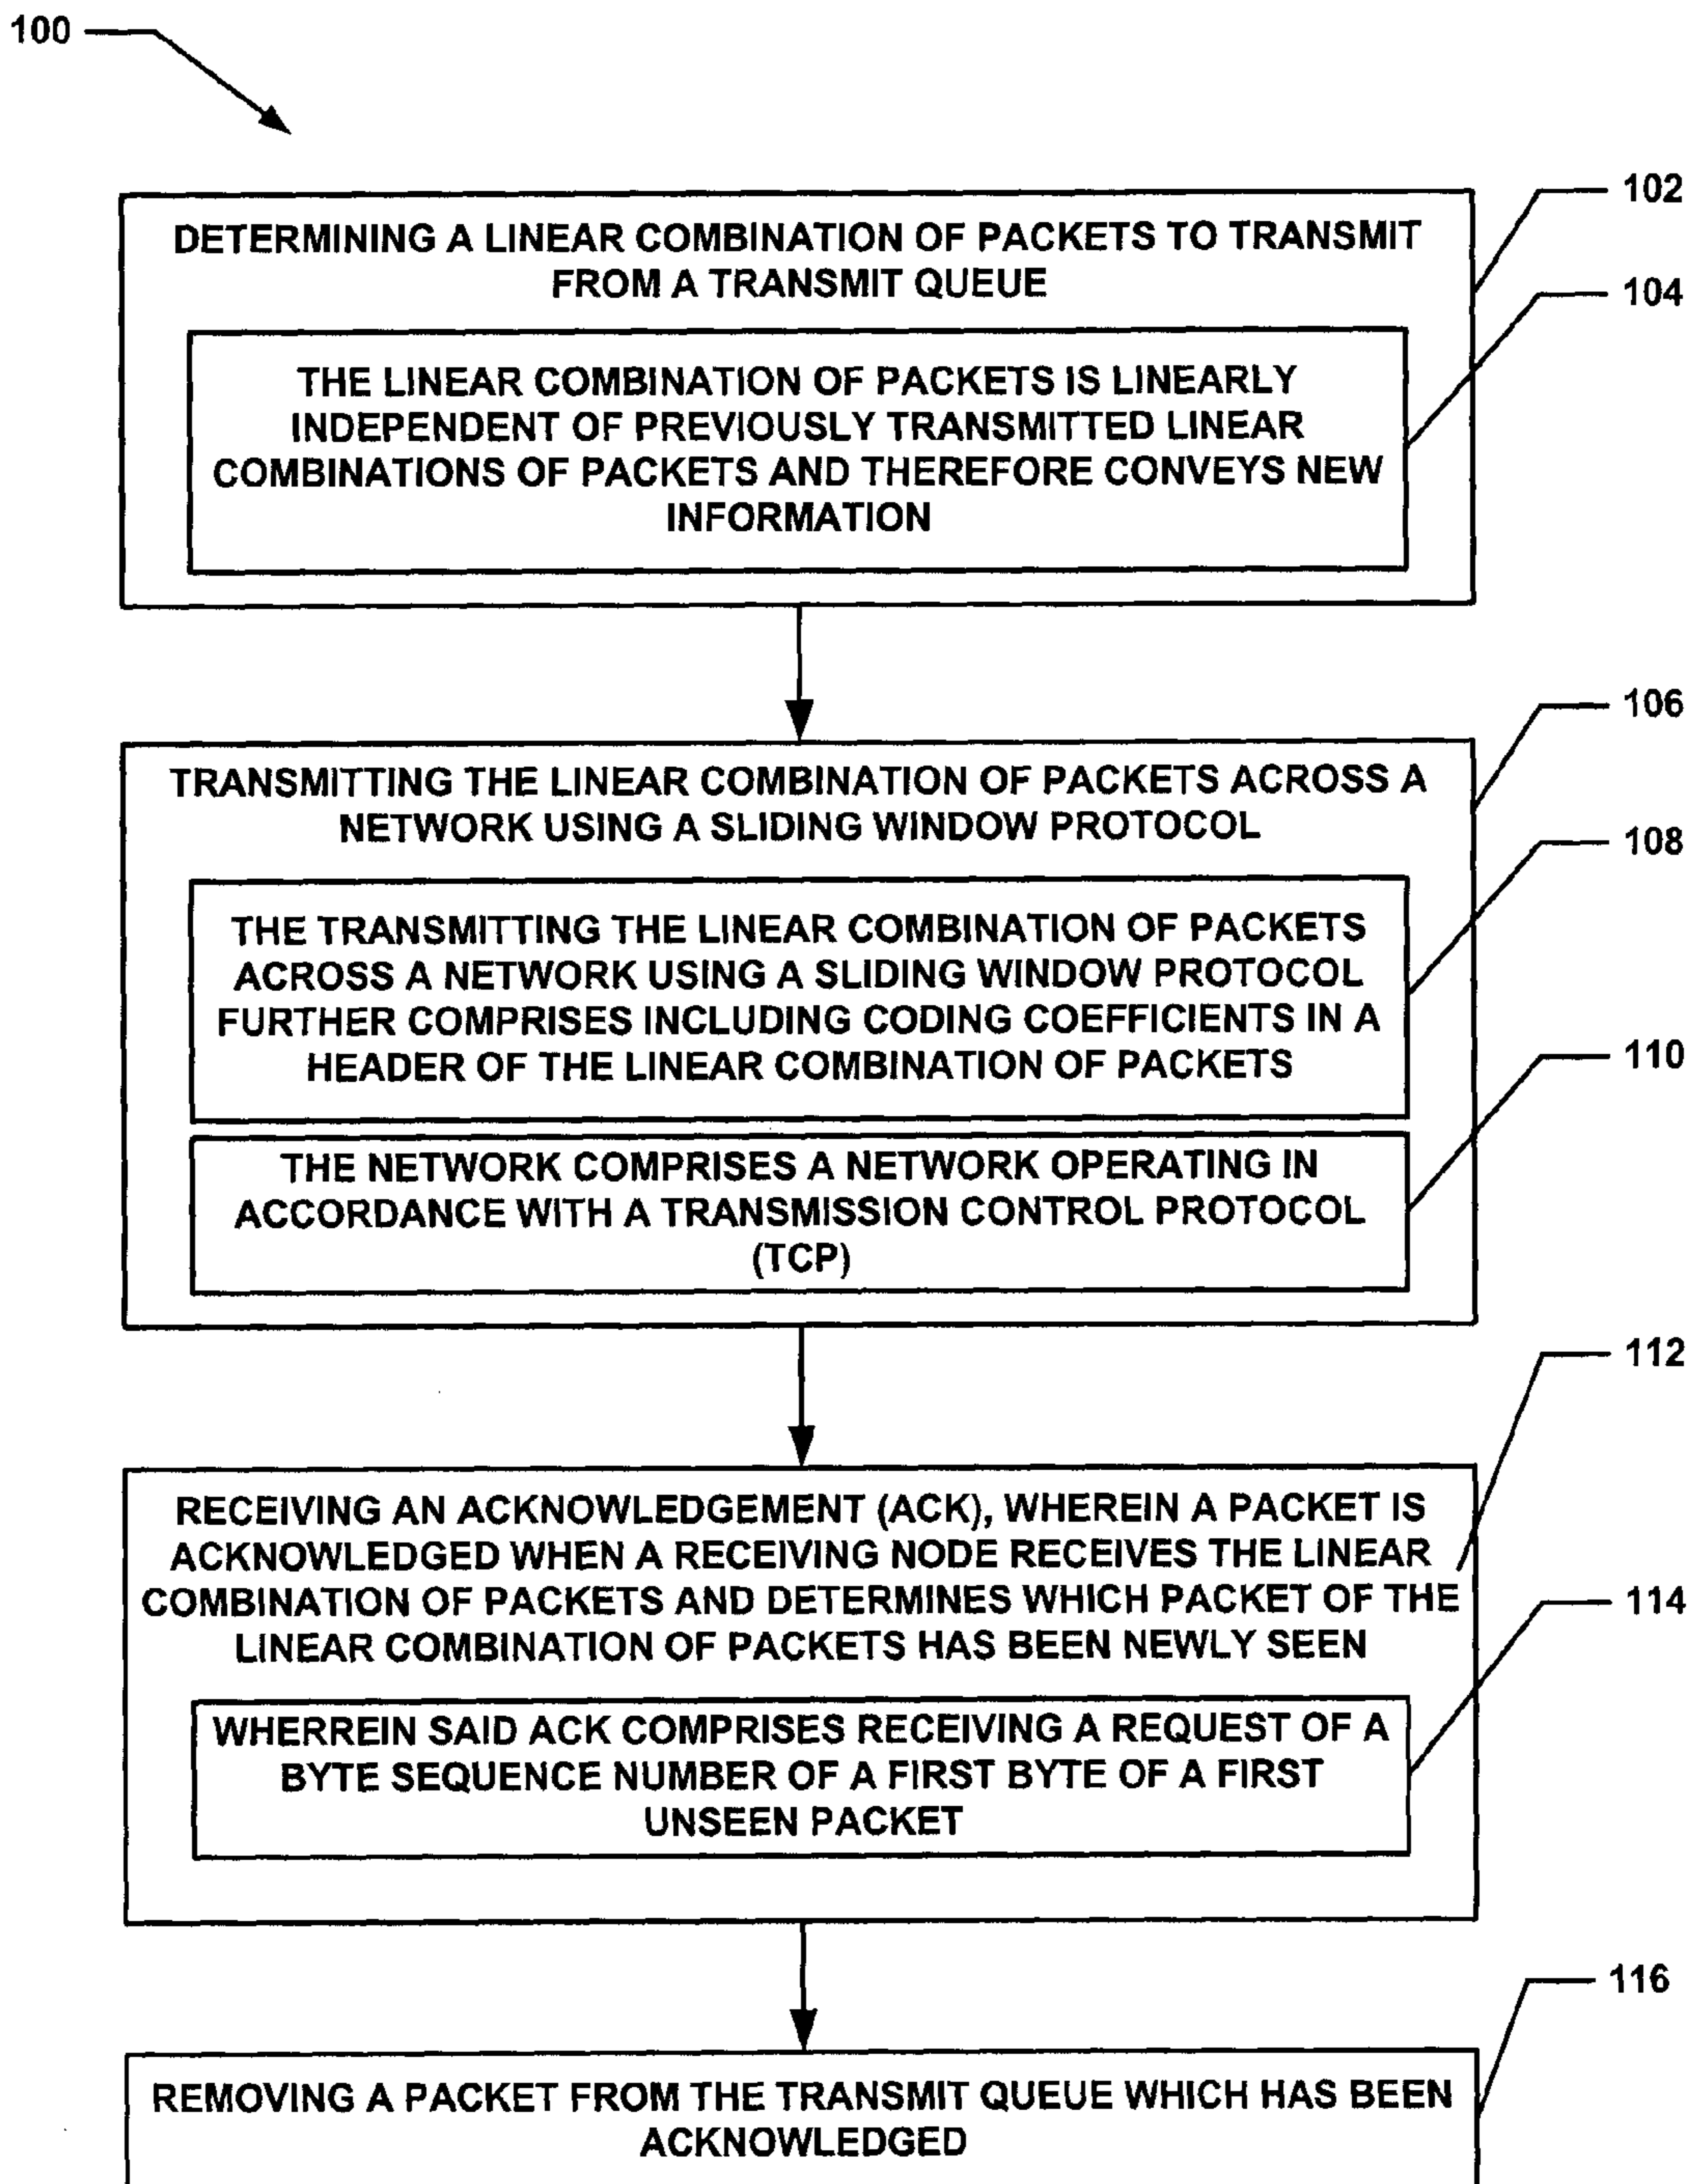 100
102
DETERMINING A LINEAR COMBINATION OF PACKETS TO TRANSMIT
FROM A TRANSMIT QUEUE
104
THE LINEAR COMBINATION OF PACKETS IS LINEARLY
INDEPENDENT OF PREVIOUSLY TRANSMITTED LINEAR
COMBINATIONS OF PACKETS AND THEREFORE CONVEYS NEW
INFORMATION
106
TRANSMITTING THE LINEAR COMBINATION OF PACKETS ACROSS A
NETWORK USING A SLIDING WINDOW PROTOCOL
108
THE TRANSMITTING THE LINEAR COMBINATION OF PACKETS
ACROSS A NETWORK USING A SLIDING WINDOW PROTOCOL
FURTHER COMPRISES INCLUDING CODING COEFFICIENTS IN A
HEADER OF THE LINEAR COMBINATION OF PACKETS
110
THE NETWORK COMPRISES A NETWORK OPERATING IN
ACCORDANCE WITH A TRANSMISSION CONTROL PROTOCOL
(TCP)
112
RECEIVING AN ACKNOWLEDGEMENT (ACK), WHEREIN A PACKET IS
ACKNOWLEDGED WHEN A RECEIVING NODE RECEIVES THE LINEAR
COMBINATION OF PACKETS AND DETERMINES WHICH PACKET OF THE
LINEAR COMBINATION OF PACKETS HAS BEEN NEWLY SEEN
114
WHERREIN SAID ACK COMPRISES RECEIVING A REQUEST OF A
BYTE SEQUENCE NUMBER OF A FIRST BYTE OF A FIRST
UNSEEN PACKET
116
REMOVING A PACKET FROM THE TRANSMIT QUEUE WHICH HAS BEEN
ACKNOWLEDGED